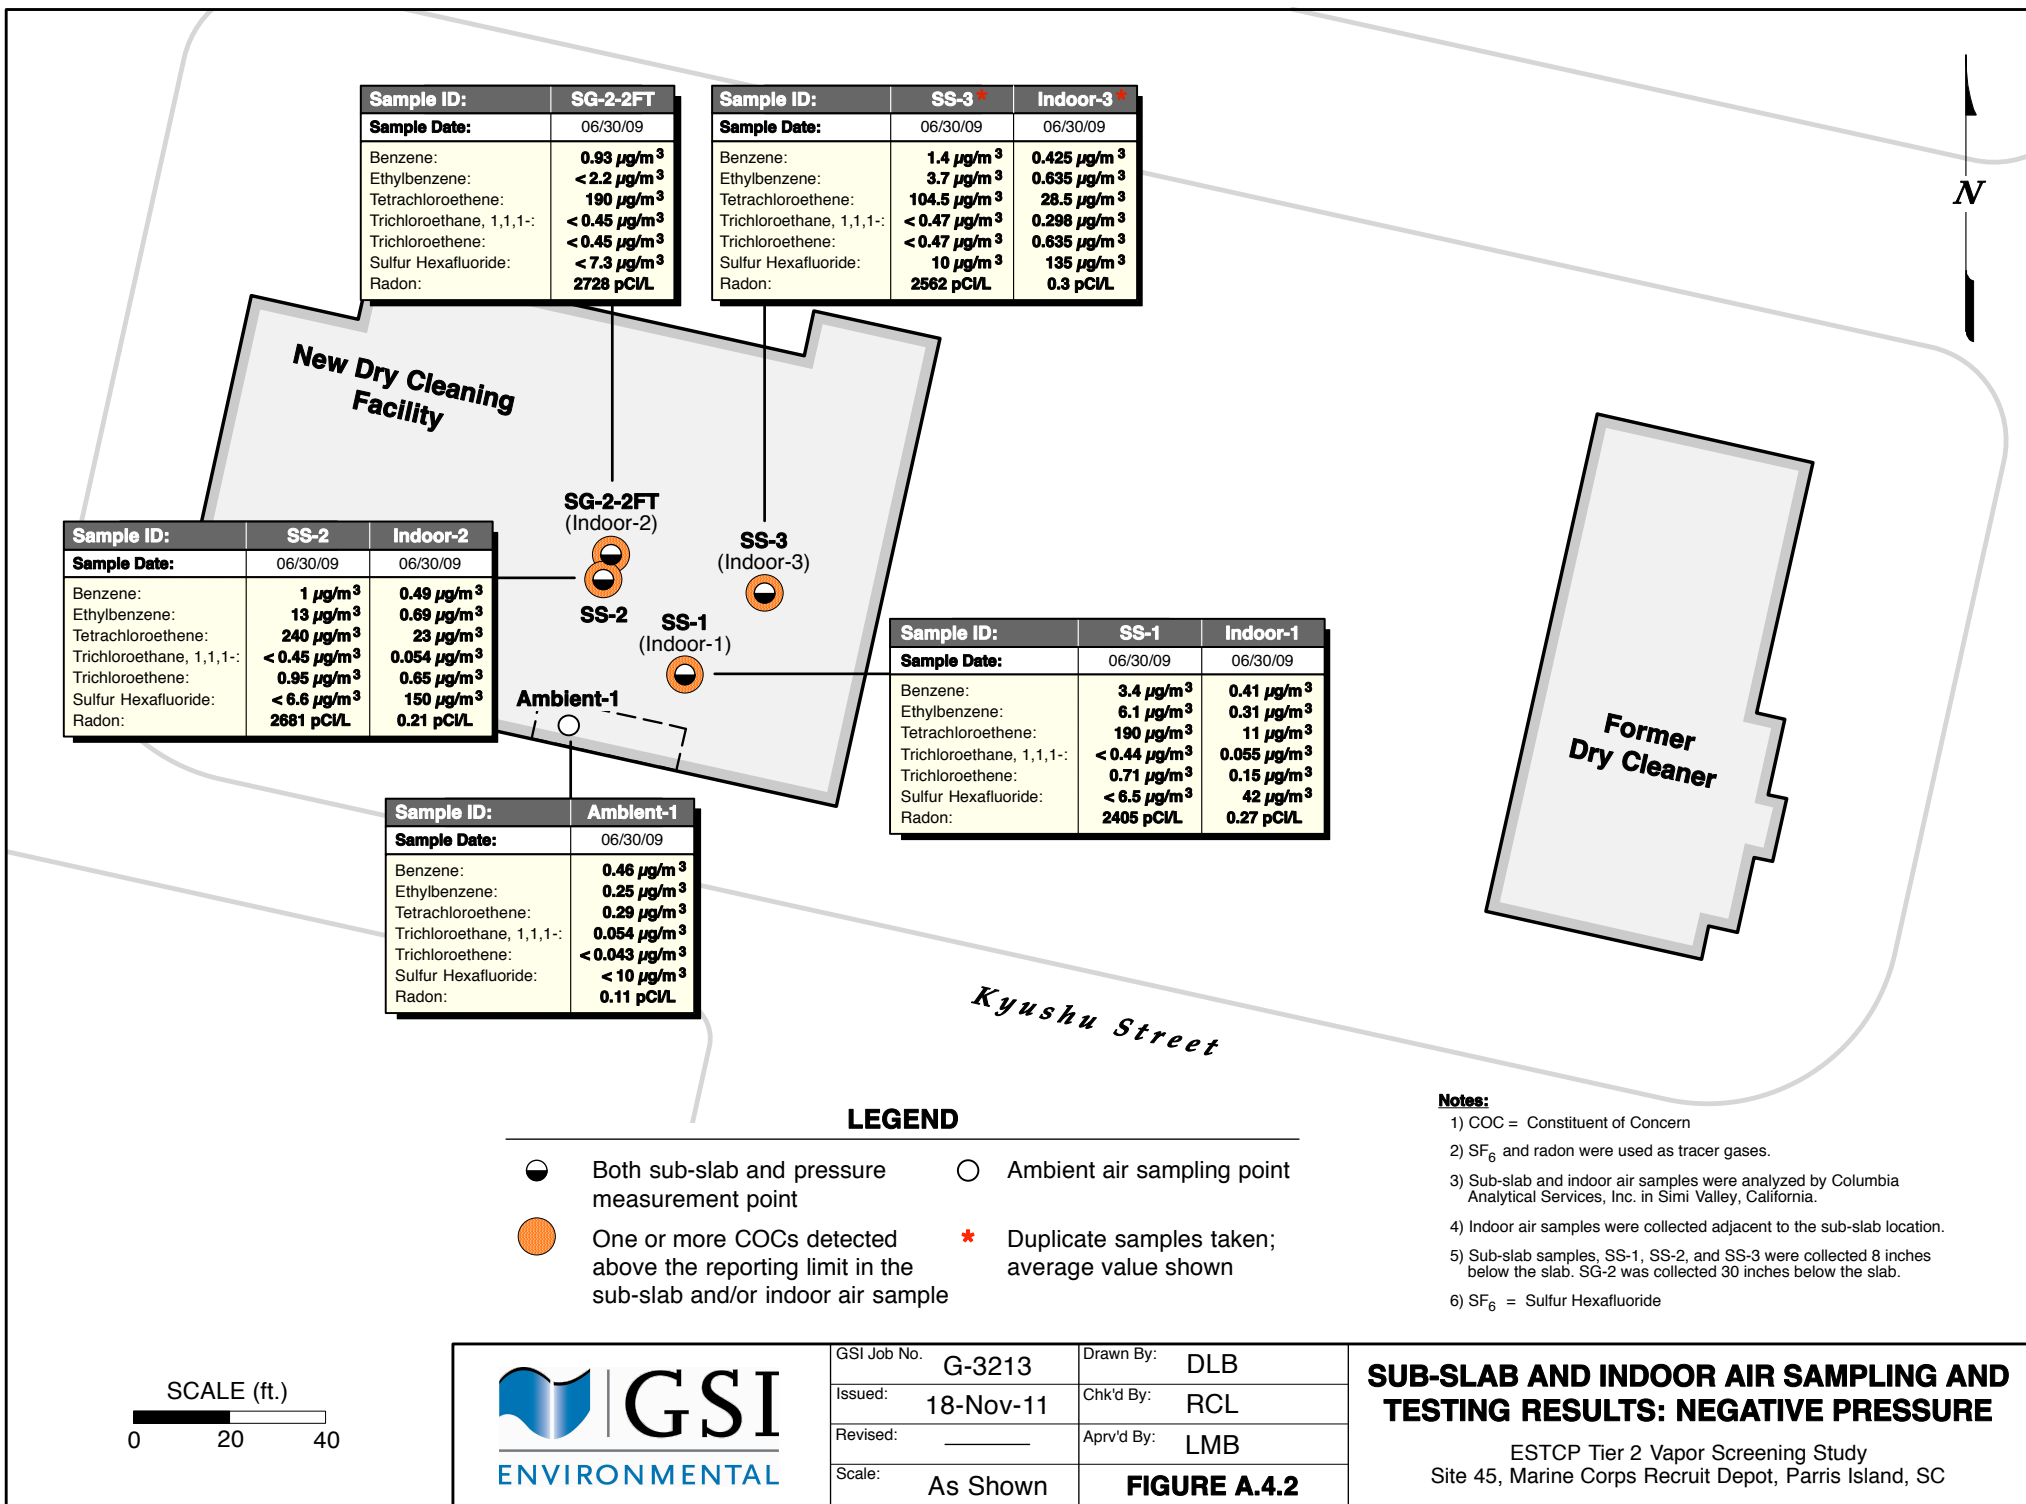 Sample ID: SG-2-2FT
Sample Date: 06/30/09
Benzene: 0.93 µg/m³
Ethylbenzene: < 2.2 µg/m³
Tetrachloroethene: 190 µg/m³
Trichloroethane, 1,1,1-: < 0.45 µg/m³
Trichloroethene: < 0.45 µg/m³
Sulfur Hexafluoride: < 7.3 µg/m³
Radon: 2728 pCi/L
Sample ID: SS-3* Indoor-3*
Sample Date: 06/30/09 06/30/09
Benzene: 1.4 µg/m³ 0.425 µg/m³
Ethylbenzene: 3.7 µg/m³ 0.635 µg/m³
Tetrachloroethene: 104.5 µg/m³ 28.5 µg/m³
Trichloroethane, 1,1,1-: < 0.47 µg/m³ 0.298 µg/m³
Trichloroethene: < 0.47 µg/m³ 0.635 µg/m³
Sulfur Hexafluoride: 10 µg/m³ 135 µg/m³
Radon: 2562 pCi/L 0.3 pCi/L
N
New Dry Cleaning
Facility
SG-2-2FT
(Indoor-2)
SS-3
(Indoor-3)
SS-2
SS-1
(Indoor-1)
Ambient-1
Sample ID: SS-2 Indoor-2
Sample Date: 06/30/09 06/30/09
Benzene: 1 µg/m³ 0.49 µg/m³
Ethylbenzene: 13 µg/m³ 0.69 µg/m³
Tetrachloroethene: 240 µg/m³ 23 µg/m³
Trichloroethane, 1,1,1-: < 0.45 µg/m³ 0.054 µg/m³
Trichloroethene: 0.95 µg/m³ 0.65 µg/m³
Sulfur Hexafluoride: < 6.6 µg/m³ 150 µg/m³
Radon: 2681 pCi/L 0.21 pCi/L
Sample ID: SS-1 Indoor-1
Sample Date: 06/30/09 06/30/09
Benzene: 3.4 µg/m³ 0.41 µg/m³
Ethylbenzene: 6.1 µg/m³ 0.31 µg/m³
Tetrachloroethene: 190 µg/m³ 11 µg/m³
Trichloroethane, 1,1,1-: < 0.44 µg/m³ 0.055 µg/m³
Trichloroethene: 0.71 µg/m³ 0.15 µg/m³
Sulfur Hexafluoride: < 6.5 µg/m³ 42 µg/m³
Radon: 2405 pCi/L 0.27 pCi/L
Former
Dry Cleaner
Sample ID: Ambient-1
Sample Date: 06/30/09
Benzene: 0.46 µg/m³
Ethylbenzene: 0.25 µg/m³
Tetrachloroethene: 0.29 µg/m³
Trichloroethane, 1,1,1-: 0.054 µg/m³
Trichloroethene: < 0.043 µg/m³
Sulfur Hexafluoride: < 10 µg/m³
Radon: 0.11 pCi/L
Kyushu Street
LEGEND
Both sub-slab and pressure
measurement point
One or more COCs detected
above the reporting limit in the
sub-slab and/or indoor air sample
Ambient air sampling point
* Duplicate samples taken;
average value shown
Notes:
1) COC = Constituent of Concern
2) SF₆ and radon were used as tracer gases.
3) Sub-slab and indoor air samples were analyzed by Columbia
Analytical Services, Inc. in Simi Valley, California.
4) Indoor air samples were collected adjacent to the sub-slab location.
5) Sub-slab samples, SS-1, SS-2, and SS-3 were collected 8 inches
below the slab. SG-2 was collected 30 inches below the slab.
6) SF₆ = Sulfur Hexafluoride
SCALE (ft.)
0 20 40
GSI
ENVIRONMENTAL
GSI Job No. G-3213
Drawn By: DLB
Issued: 18-Nov-11
Chk'd By: RCL
Revised:
Aprv'd By: LMB
Scale: As Shown
FIGURE A.4.2
SUB-SLAB AND INDOOR AIR SAMPLING AND
TESTING RESULTS: NEGATIVE PRESSURE
ESTCP Tier 2 Vapor Screening Study
Site 45, Marine Corps Recruit Depot, Parris Island, SC